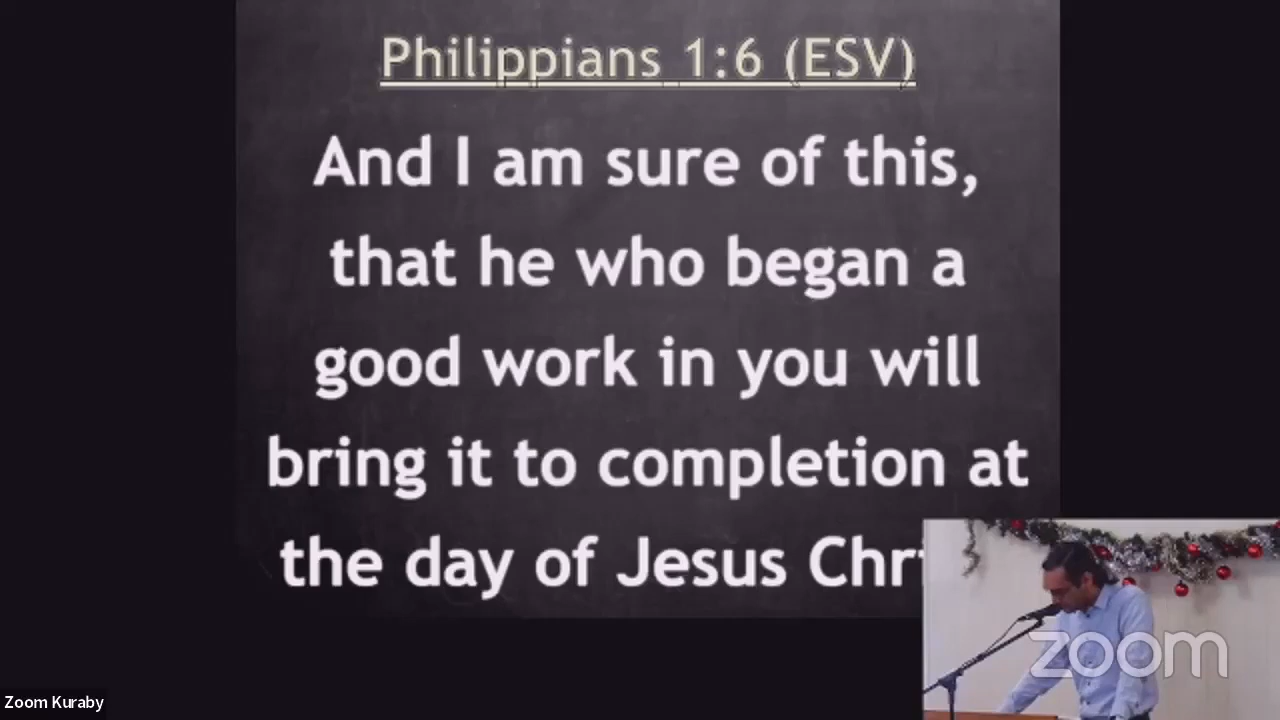 Philippians 1:6 (ESV)
And I am sure of this,
that he who began a
good work in you will
bring it to completion at
the day of Jesus
zoom
Zoom Kuraby